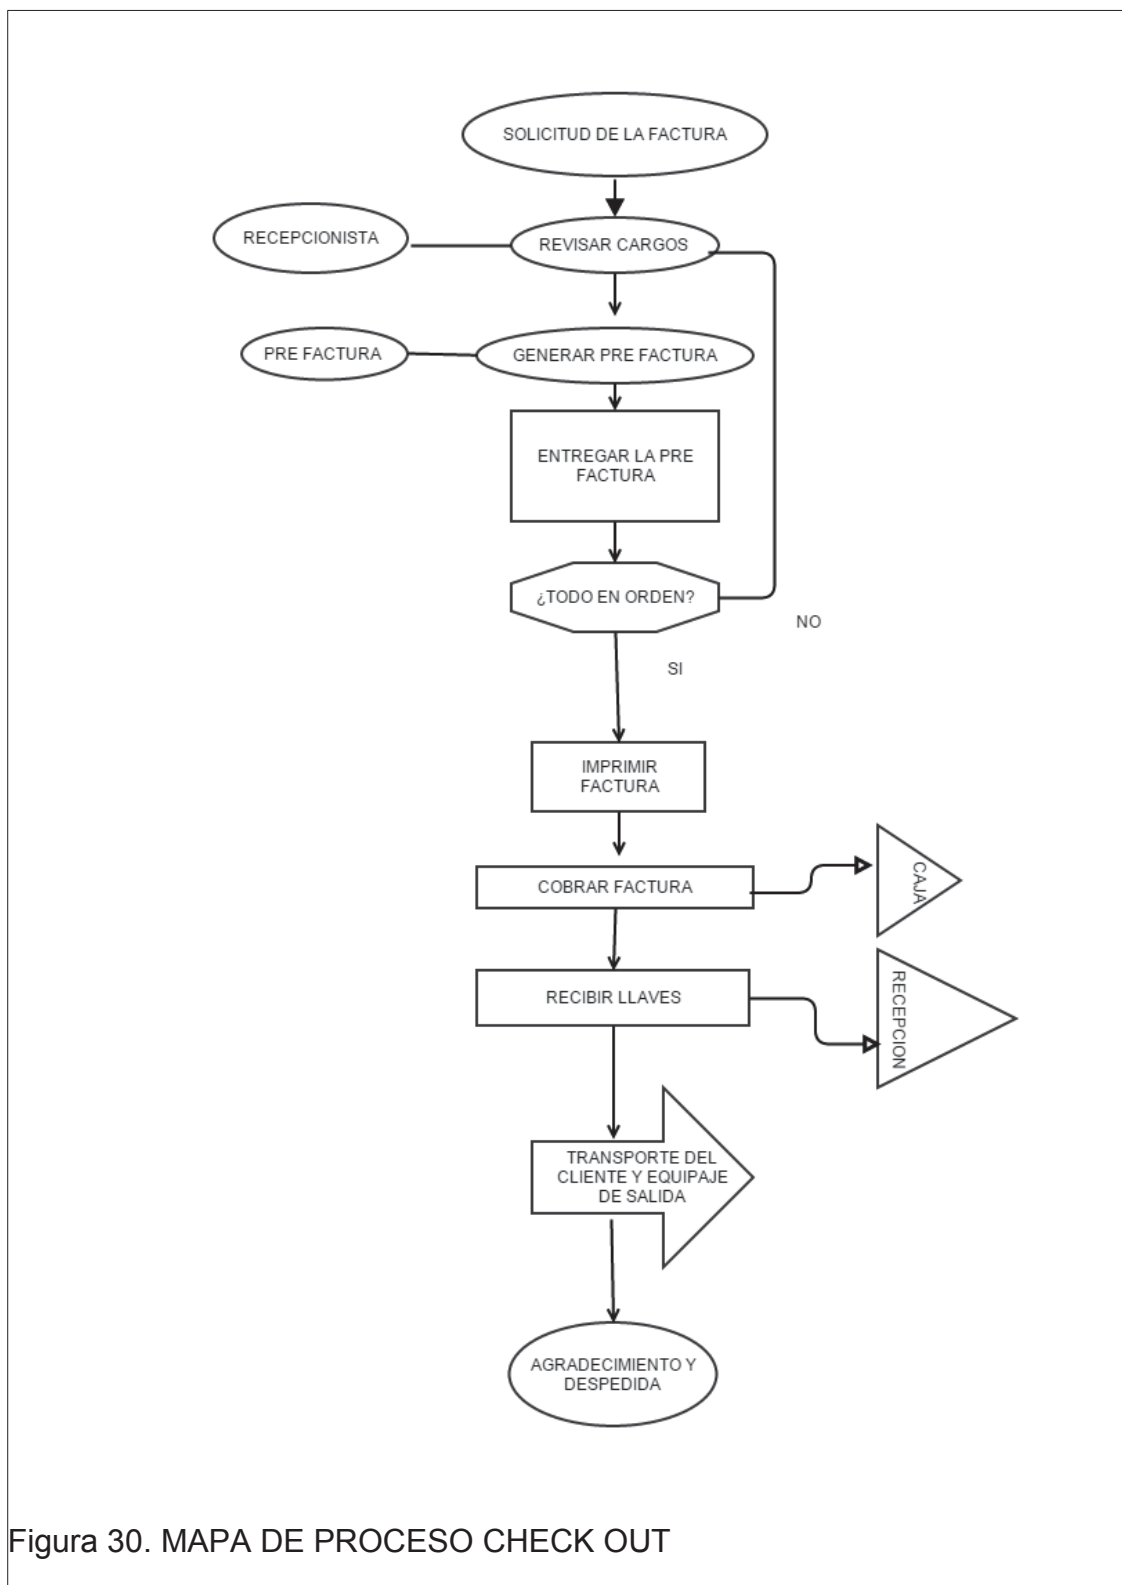 SOLICITUD DE LA FACTURA
RECEPCIONISTA
REVISAR CARGOS
PRE FACTURA
GENERAR PRE FACTURA
ENTREGAR LA PRE
FACTURA
¿TODO EN ORDEN?
NO
SI
IMPRIMIR
FACTURA
COBRAR FACTURA
CAJA
RECIBIR LLAVES
RECEPCION
TRANSPORTE DEL
CLIENTE Y EQUIPAJE
DE SALIDA
AGRADECIMIENTO Y
DESPEDIDA
Figura 30. MAPA DE PROCESO CHECK OUT